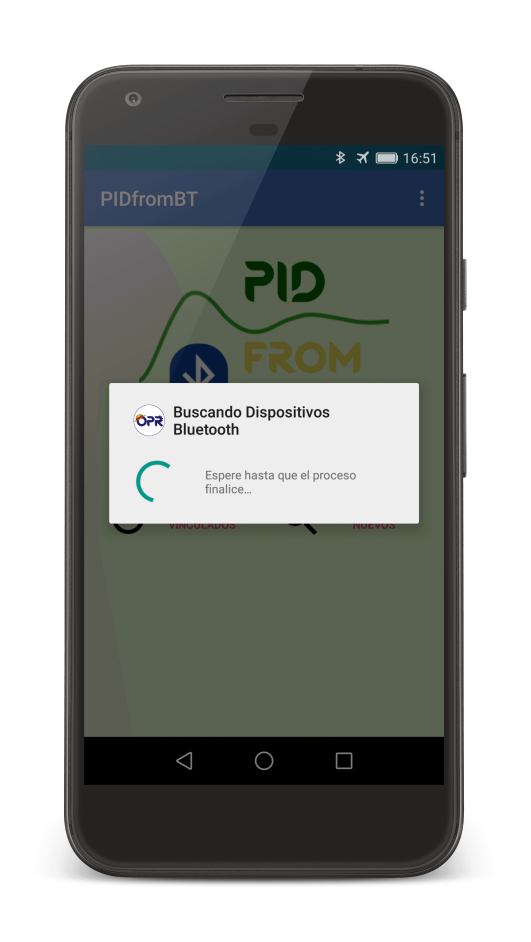 16:51
PIDfromBT
PID
FROM
OPR
Buscando Dispositivos
Bluetooth
Espere hasta que el proceso
finalice...
VINCULADOS
NUEVOS